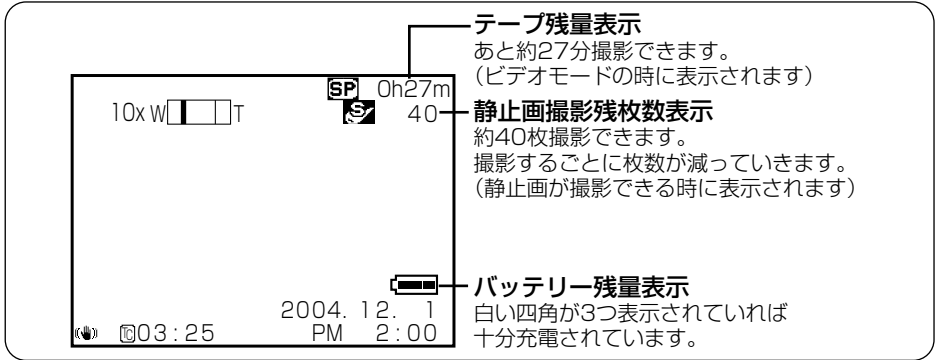 テープ残量表示
あと約27分撮影できます。
(ビデオモードの時に表示されます)
SP 0h27m
10x W T
S 40
静止画撮影残枚数表示
約40枚撮影できます。
撮影するごとに枚数が減っていきます。
(静止画が撮影できる時に表示されます)
バッテリー残量表示
白い四角が3つ表示されていれば
十分充電されています。
2004. 12. 1
TC 03:25 PM 2:00